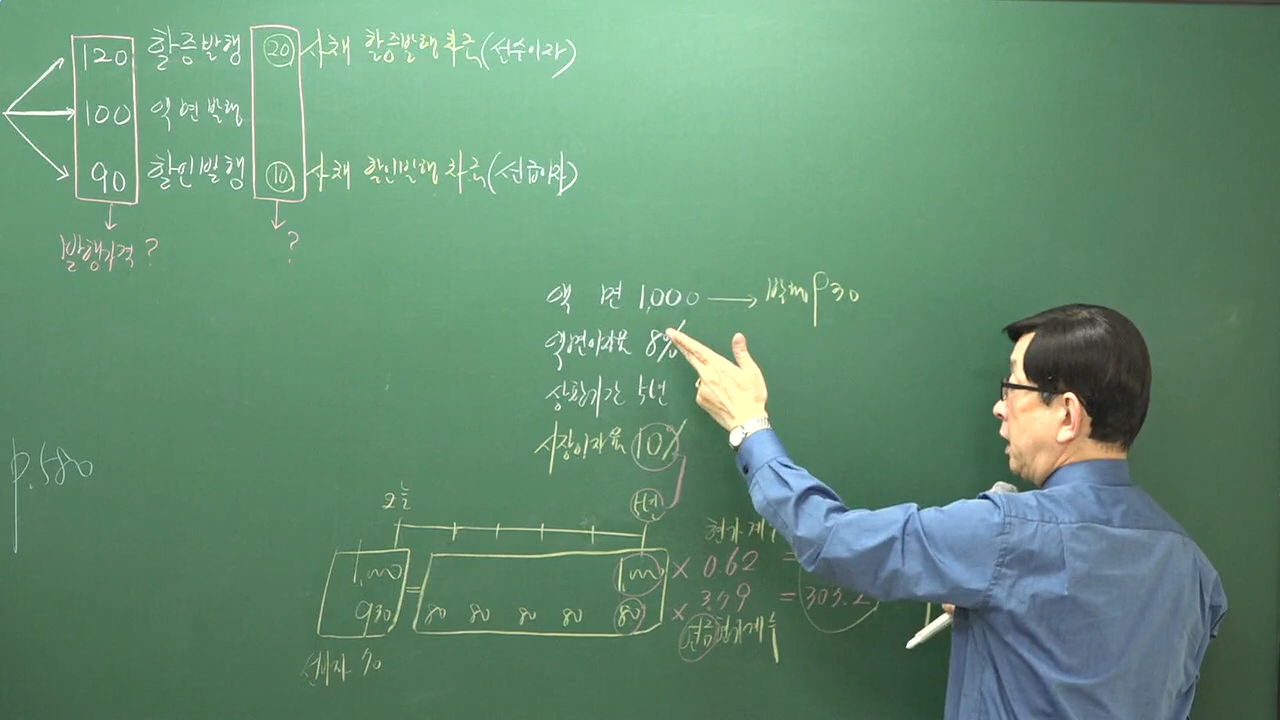 120 할증발행 20 사채 할증발행차금(선수이자)
100 액면발행
90 할인발행 10 사채 할인발행차금(선급이자)
발행가격 ?
?
액 면 1,000 → 930
액면이자율 8%
상환기간 5년
시장이자율 10%
p.580
오늘
5년
현가계수
1,000 = 1,000 × 0.62 =
930 80 80 80 80 80 × 3.79 = 303.2
연금현가계수
선이자 70